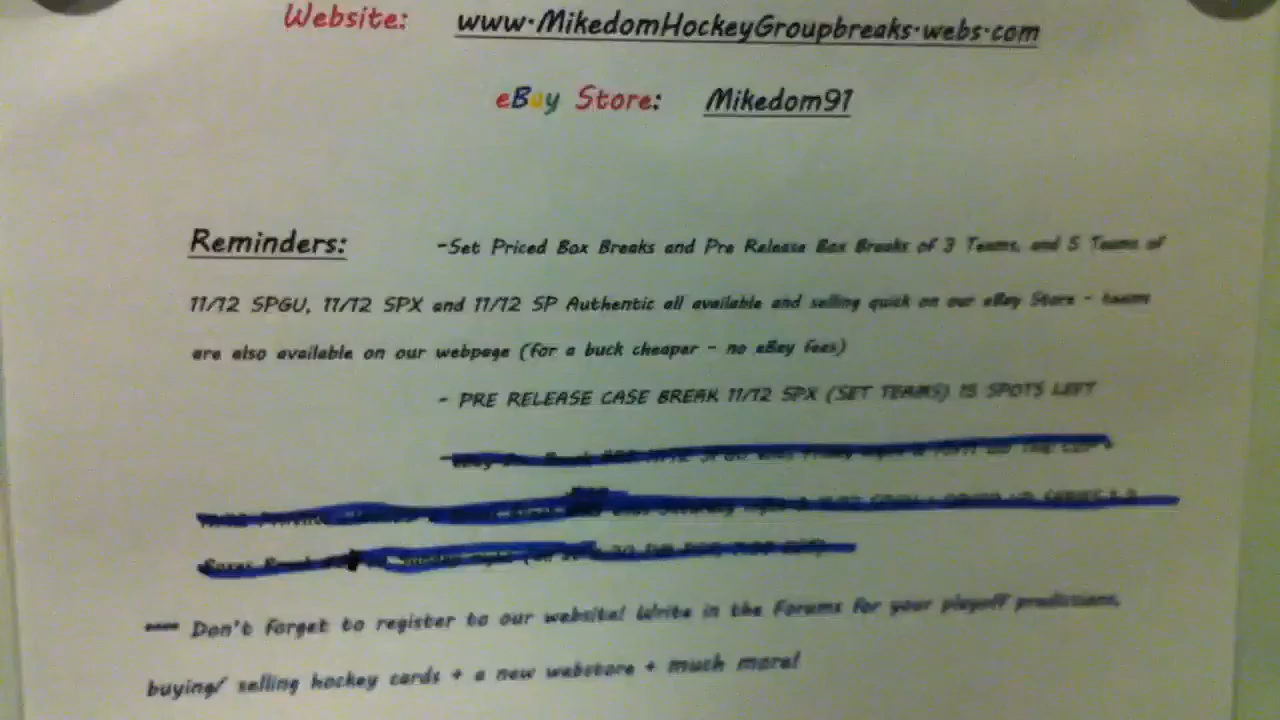 Website: www.MikedomHockeyGroupbreaks.webs.com
eBay Store: Mikedom91
Reminders: -Set Priced Box Breaks and Pre Release Box Breaks of 3 Teams, and 5 Teams of
11/12 SPGU, 11/12 SPX and 11/12 SP Authentic all available and selling quick on our eBay Store - teams
are also available on our webpage (for a buck cheaper - no eBay fees)
- PRE RELEASE CASE BREAK 11/12 SPX (SET TEAMS) 15 SPOTS LEFT
**** Don't forget to register to our website! Write in the Forums for your playoff predictions,
buying/ selling hockey cards + a new webstore + much more!